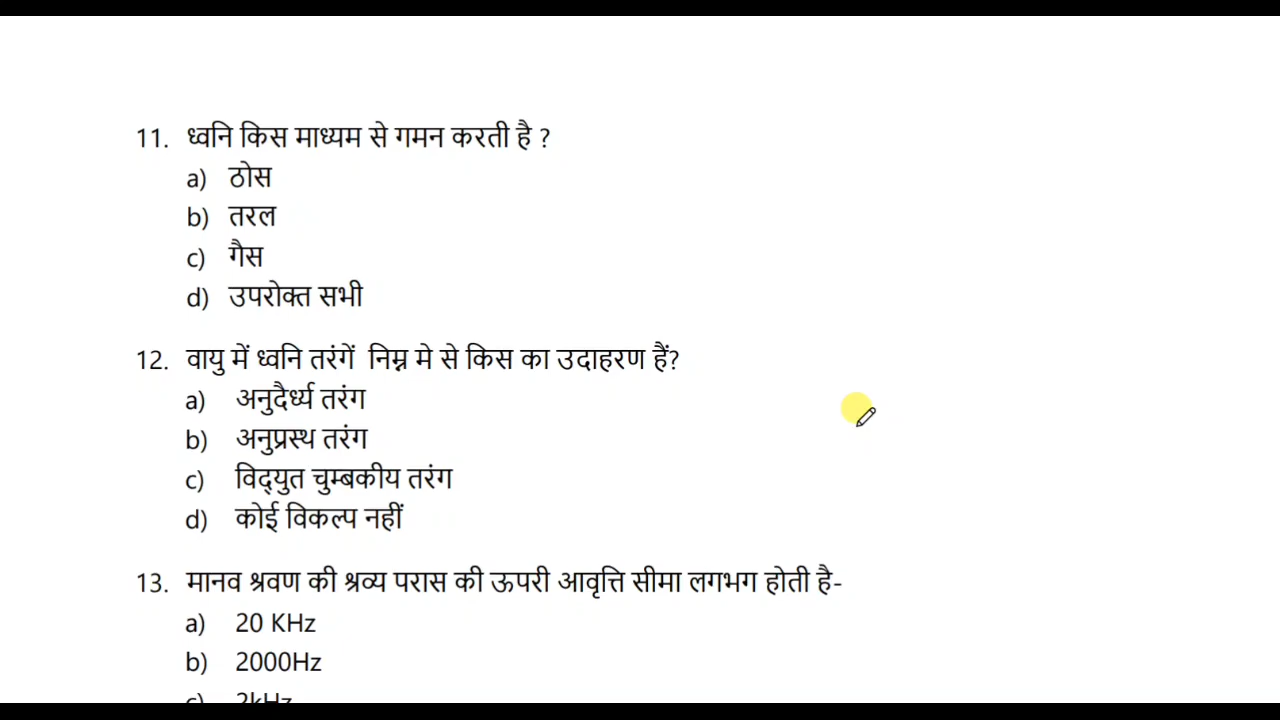 11. ध्वनि किस माध्यम से गमन करती है ?
a) ठोस
b) तरल
c) गैस
d) उपरोक्त सभी
12. वायु में ध्वनि तरंगें निम्न मे से किस का उदाहरण हैं?
a) अनुदैर्ध्य तरंग
b) अनुप्रस्थ तरंग
c) विद्युत चुम्बकीय तरंग
d) कोई विकल्प नहीं
13. मानव श्रवण की श्रव्य परास की ऊपरी आवृत्ति सीमा लगभग होती है-
a) 20 KHz
b) 2000Hz
c) 2kHz